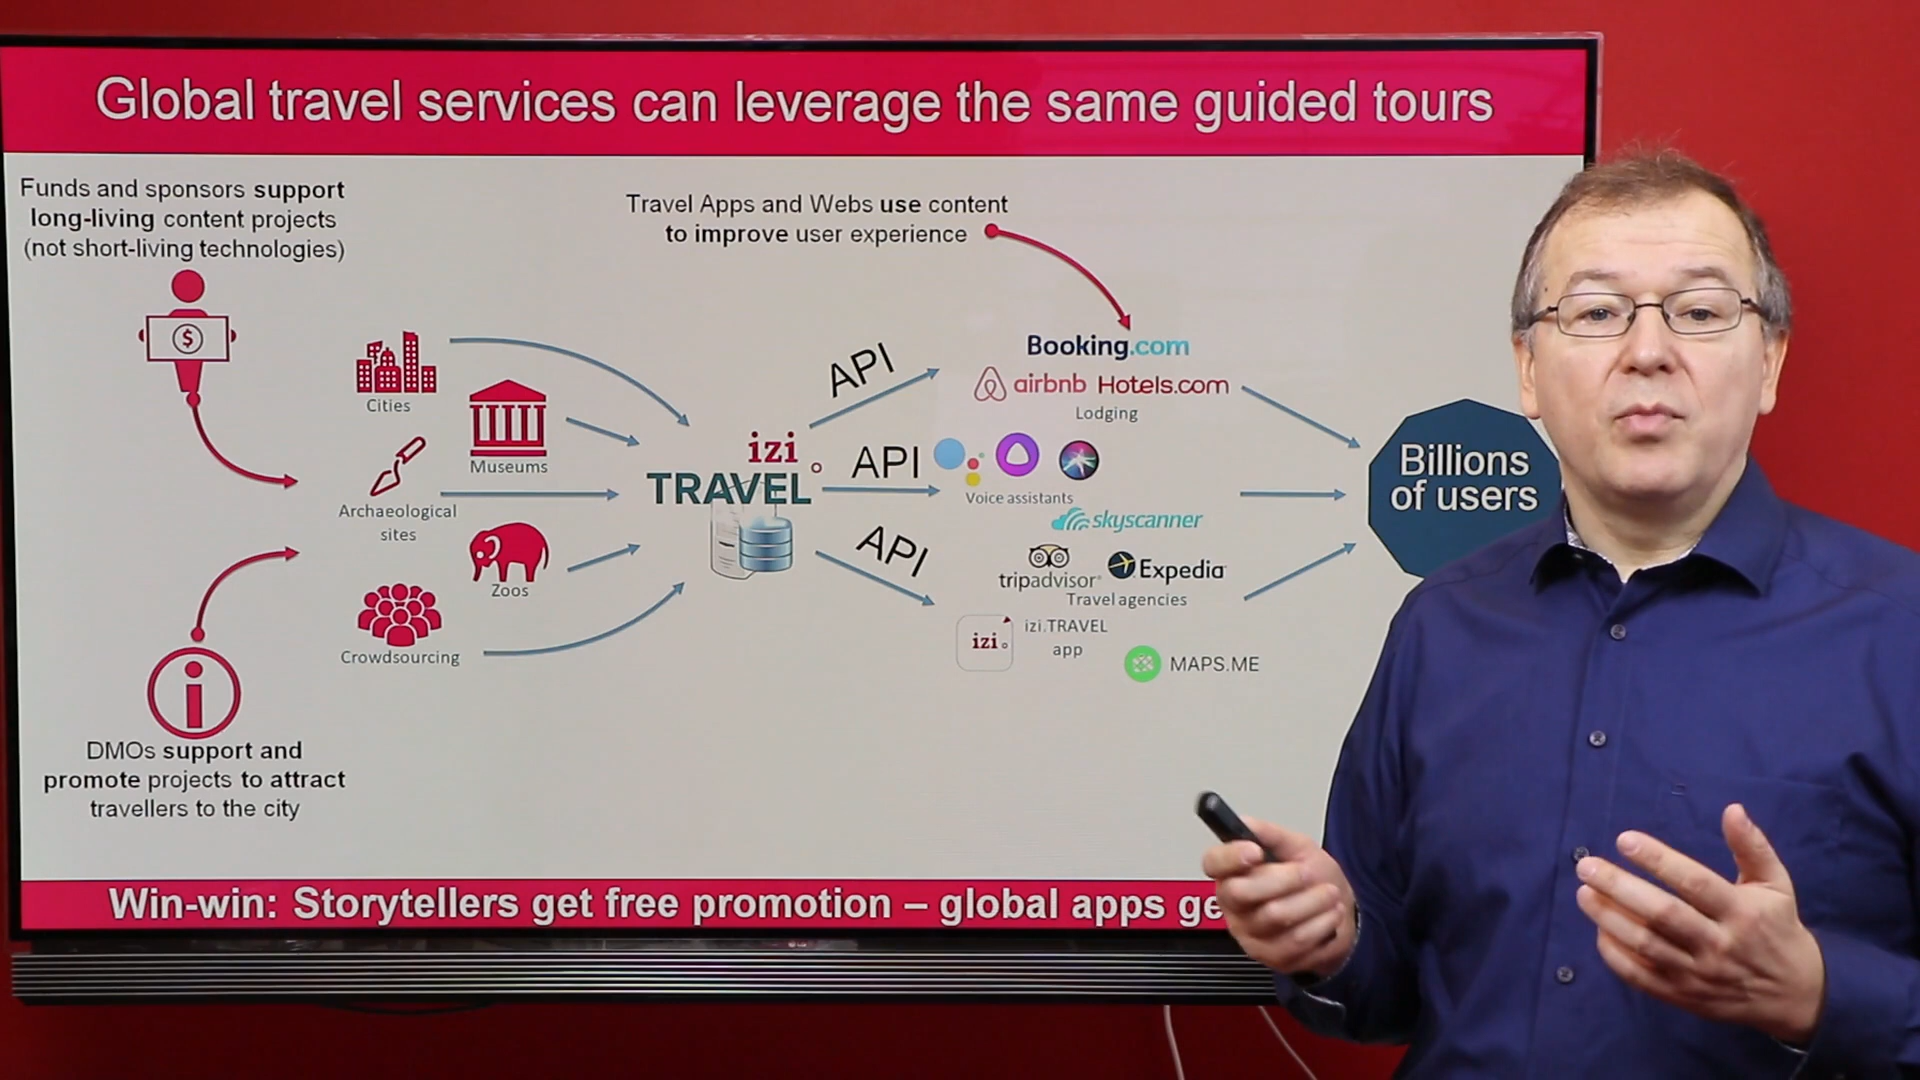 Global travel services can leverage the same guided tours
Funds and sponsors support
long-living content projects
(not short-living technologies)
$
Travel Apps and Webs use content
to improve user experience
Cities
Museums
Archaeological
sites
Zoos
Crowdsourcing
izi
TRAVEL
API
API
API
Booking.com
airbnb Hotels.com
Lodging
Voice assistants
skyscanner
tripadvisor
Expedia
Travel agencies
izi
izi.TRAVEL
app
MAPS.ME
Billions
of users
i
DMOs support and
promote projects to attract
travellers to the city
Win-win: Storytellers get free promotion – global apps ge